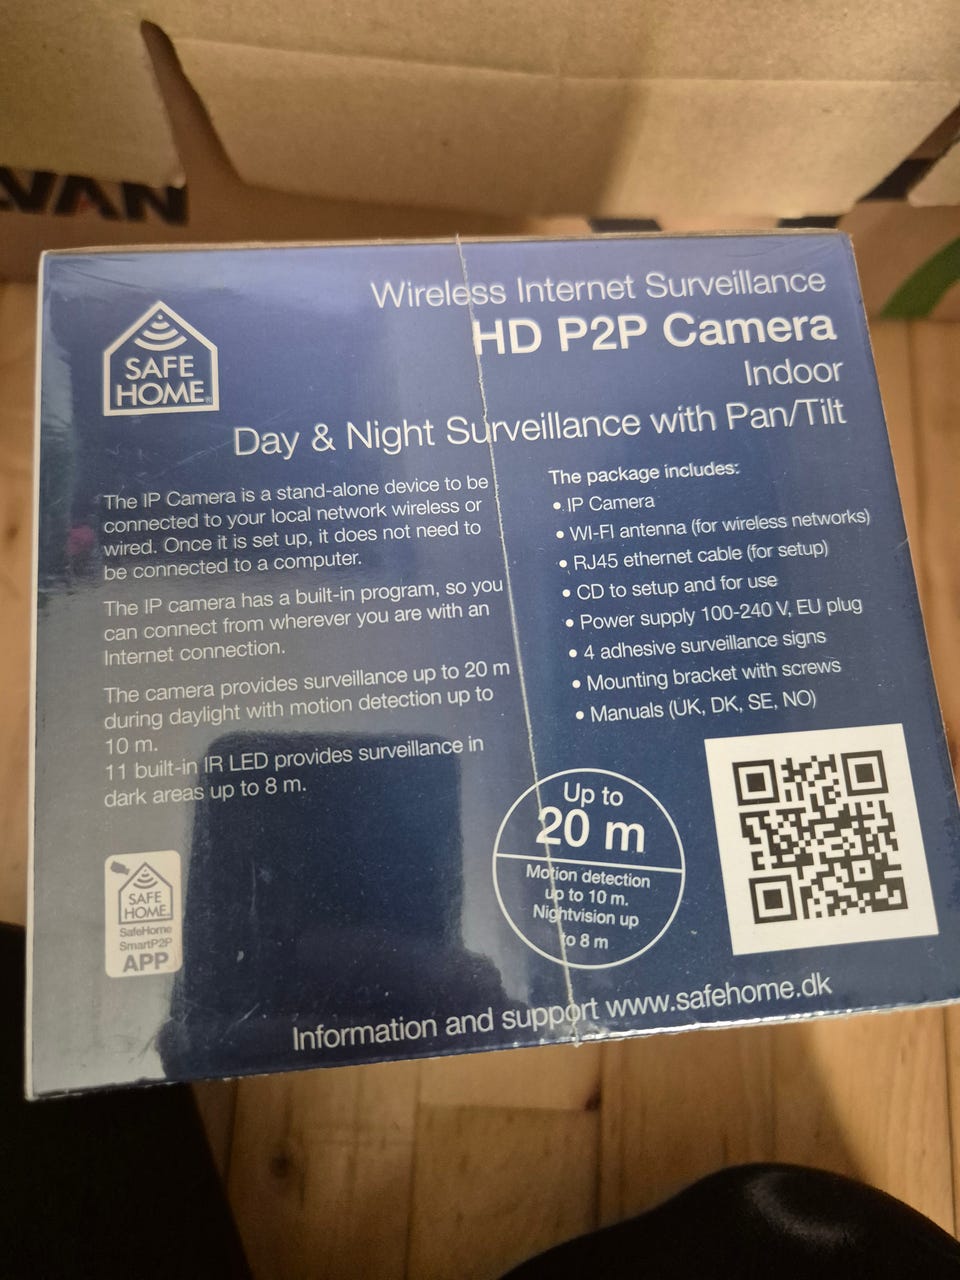 VAN
SAFE
HOME
Wireless Internet Surveillance
HD P2P Camera
Indoor
Day & Night Surveillance with Pan/Tilt
The IP Camera is a stand-alone device to be
connected to your local network wireless or
wired. Once it is set up, it does not need to
be connected to a computer.
The IP camera has a built-in program, so you
can connect from wherever you are with an
Internet connection.
The camera provides surveillance up to 20 m
during daylight with motion detection up to
10 m.
11 built-in IR LED provides surveillance in
dark areas up to 8 m.
The package includes:
• IP Camera
• WI-FI antenna (for wireless networks)
• RJ45 ethernet cable (for setup)
• CD to setup and for use
• Power supply 100-240 V, EU plug
• 4 adhesive surveillance signs
• Mounting bracket with screws
• Manuals (UK, DK, SE, NO)
Up to
20 m
Motion detection
up to 10 m.
Nightvision up
to 8 m
SAFE
HOME
SafeHome
SmartP2P
APP
Information and support www.safehome.dk